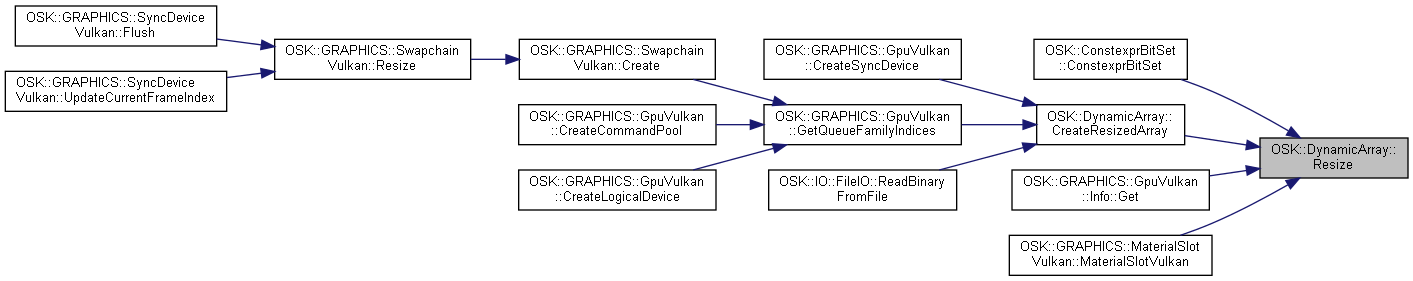 OSK::GRAPHICS::SyncDevice
Vulkan::Flush
OSK::GRAPHICS::SyncDevice
Vulkan::UpdateCurrentFrameIndex
OSK::GRAPHICS::Swapchain
Vulkan::Resize
OSK::GRAPHICS::Swapchain
Vulkan::Create
OSK::GRAPHICS::GpuVulkan
::CreateCommandPool
OSK::GRAPHICS::GpuVulkan
::CreateLogicalDevice
OSK::GRAPHICS::GpuVulkan
::CreateSyncDevice
OSK::GRAPHICS::GpuVulkan
::GetQueueFamilyIndices
OSK::IO::FileIO::ReadBinary
FromFile
OSK::ConstexprBitSet
::ConstexprBitSet
OSK::DynamicArray::
CreateResizedArray
OSK::GRAPHICS::GpuVulkan
::Info::Get
OSK::GRAPHICS::MaterialSlot
Vulkan::MaterialSlotVulkan
OSK::DynamicArray::
Resize